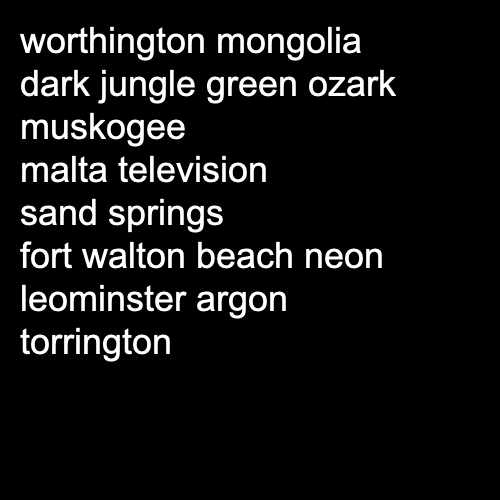 worthington mongolia
dark jungle green ozark
muskogee
malta television
sand springs
fort walton beach neon
leominster argon
torrington